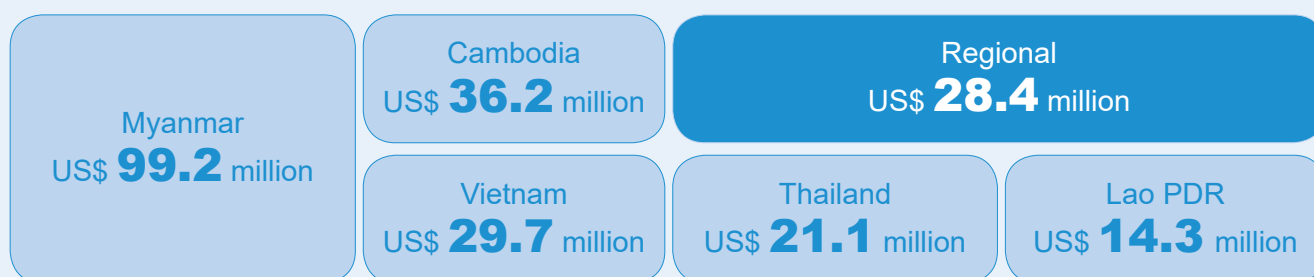 Myanmar
US$ 99.2 million
Cambodia
US$ 36.2 million
Regional
US$ 28.4 million
Vietnam
US$ 29.7 million
Thailand
US$ 21.1 million
Lao PDR
US$ 14.3 million